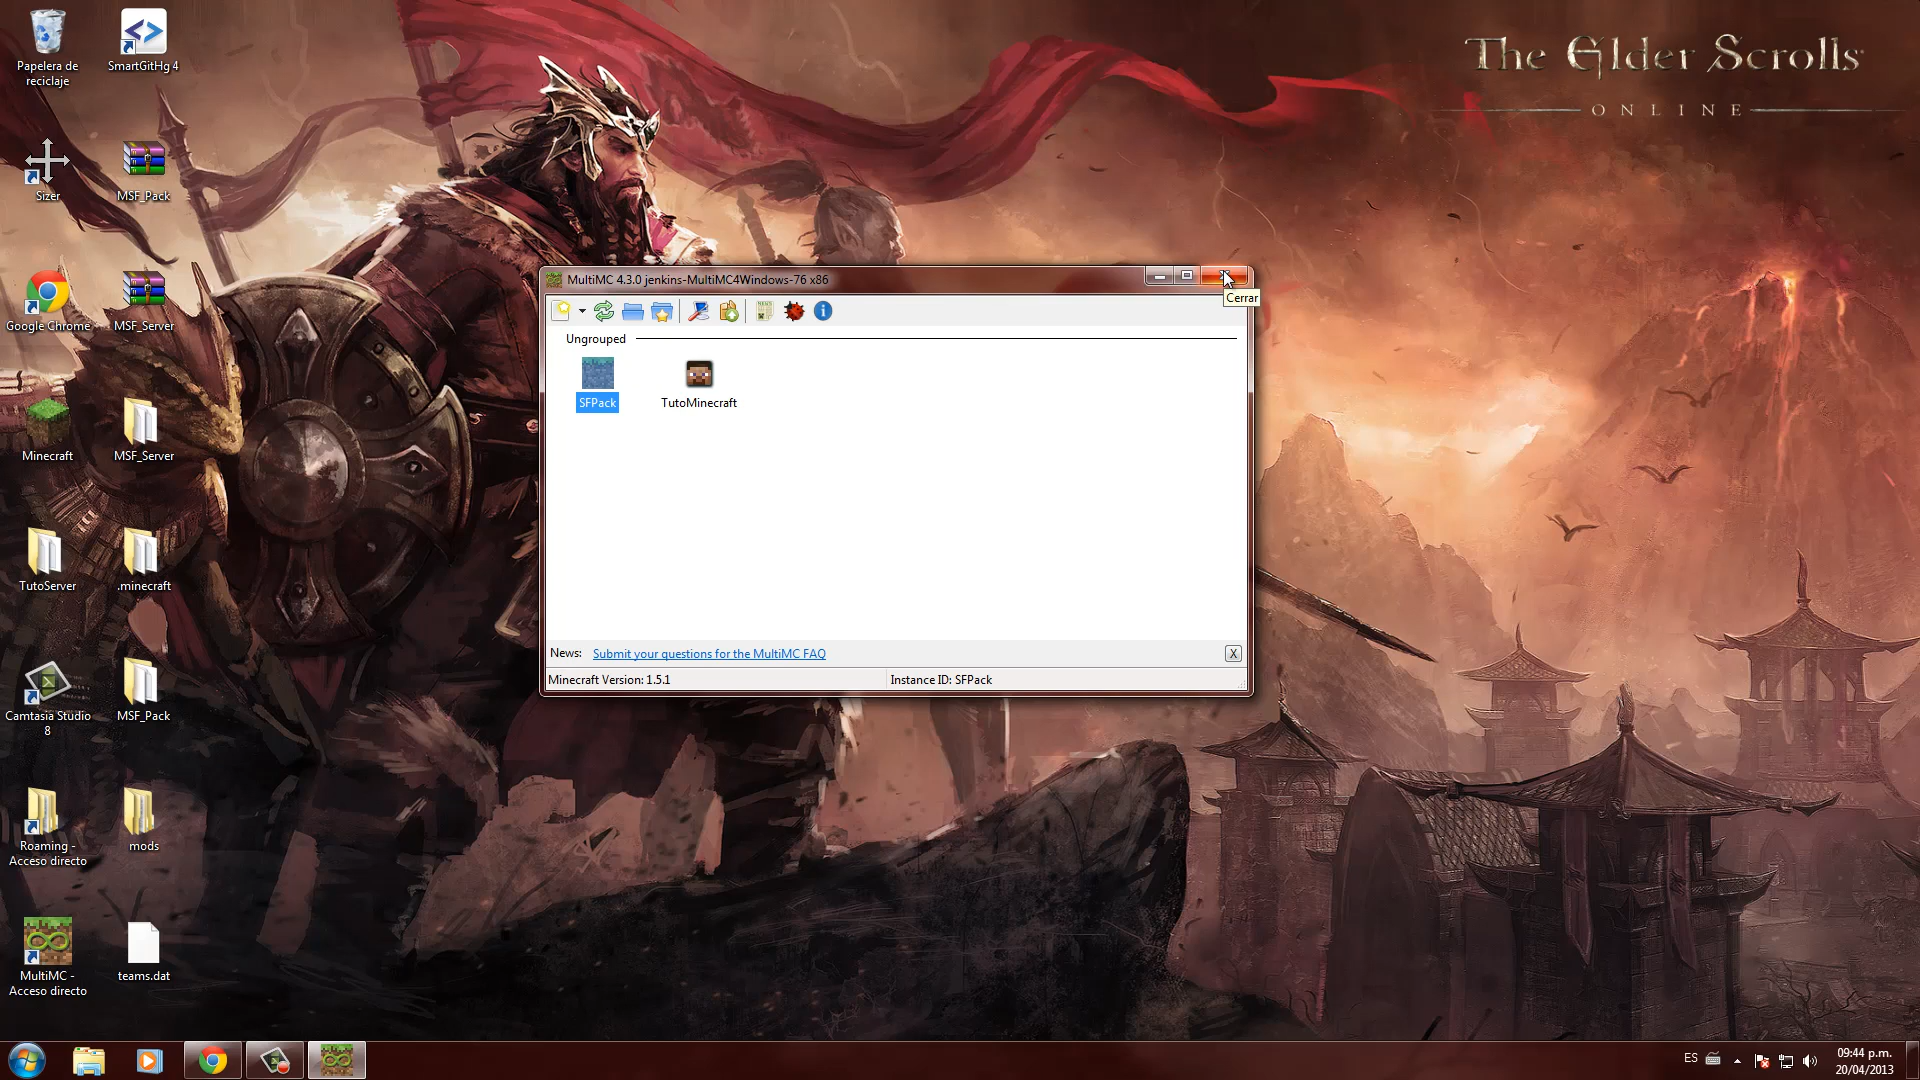 Papelera de
reciclaje
SmartGitHg 4
Sizer
MSF_Pack
Google Chrome
MSF_Server
Minecraft
MSF_Server
TutoServer
.minecraft
Camtasia Studio
8
MSF_Pack
Roaming -
Acceso directo
mods
MultiMC -
Acceso directo
teams.dat
The Elder Scrolls
ONLINE
MultiMC 4.3.0 jenkins-MultiMC4Windows-76 x86
Cerrar
Ungrouped
SFPack
TutoMinecraft
News: Submit your questions for the MultiMC FAQ
X
Minecraft Version: 1.5.1
Instance ID: SFPack
ES
09:44 p.m.
20/04/2013